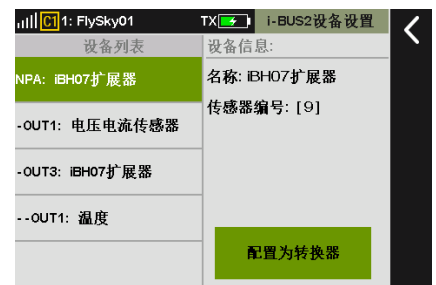 C1 1: FlySky01 TX i-BUS2设备设置
设备列表
NPA: iBH07扩展器
-OUT1: 电压电流传感器
-OUT3: iBH07扩展器
--OUT1: 温度
设备信息:
名称: iBH07扩展器
传感器编号: [9]
配置为转换器